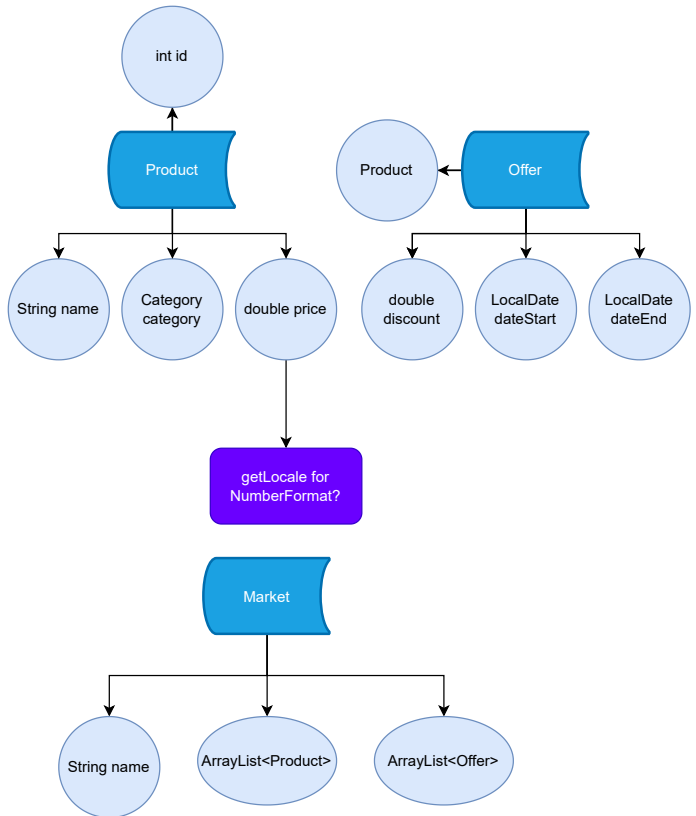 int id
Product
Product
Offer
String name
Category
category
double price
double
discount
LocalDate
dateStart
LocalDate
dateEnd
getLocale for
NumberFormat?
Market
String name
ArrayList<Product>
ArrayList<Offer>